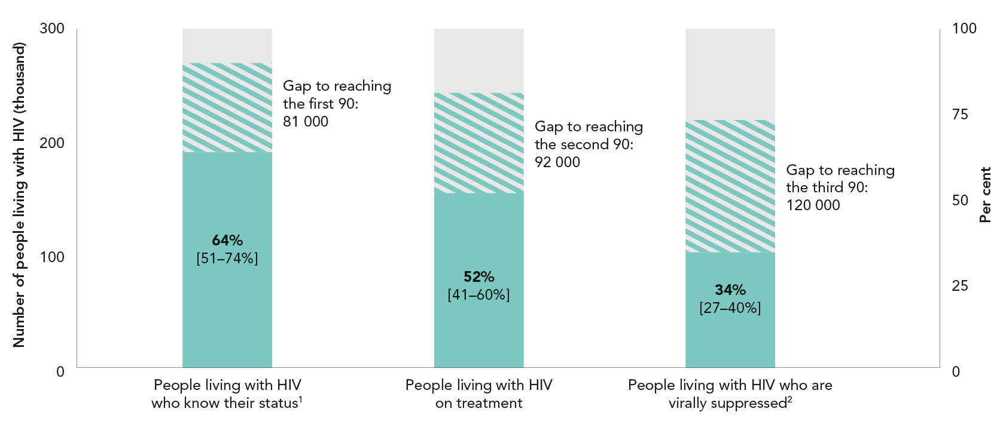 Number of people living with HIV (thousand)
300
200
100
0
Gap to reaching
the first 90:
81 000
64%
[51–74%]
People living with HIV
who know their status¹
Gap to reaching
the second 90:
92 000
52%
[41–60%]
People living with HIV
on treatment
Gap to reaching
the third 90:
120 000
34%
[27–40%]
People living with HIV who are
virally suppressed²
100
75
50
25
0
Per cent